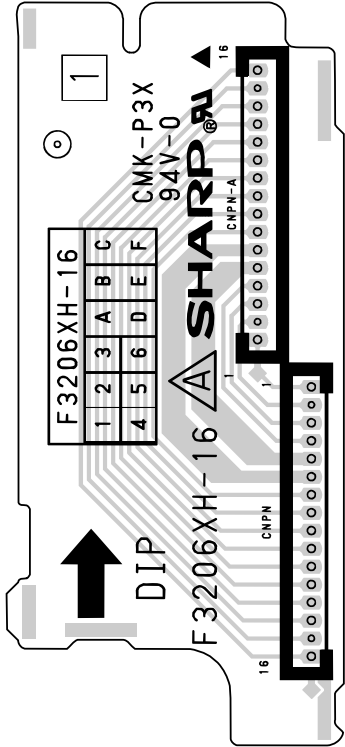 1
CMK-P3X
94V-0
16
F3206XH-16
1 2 3 A B C
4 5 6 D E F
SHARP ®
CNPN-A
1
A
F3206XH-16
DIP
1
CNPN
16